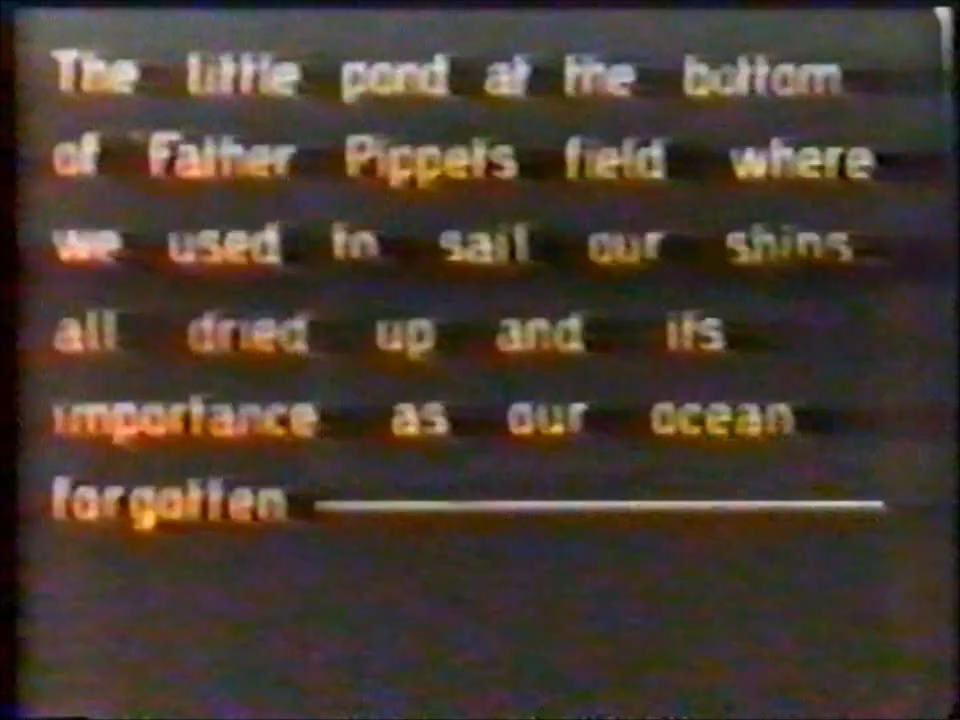 The little pond at the bottom
of Father Pippets field where
we used to sail our ships
all dried up and its
importance as our ocean
forgotten